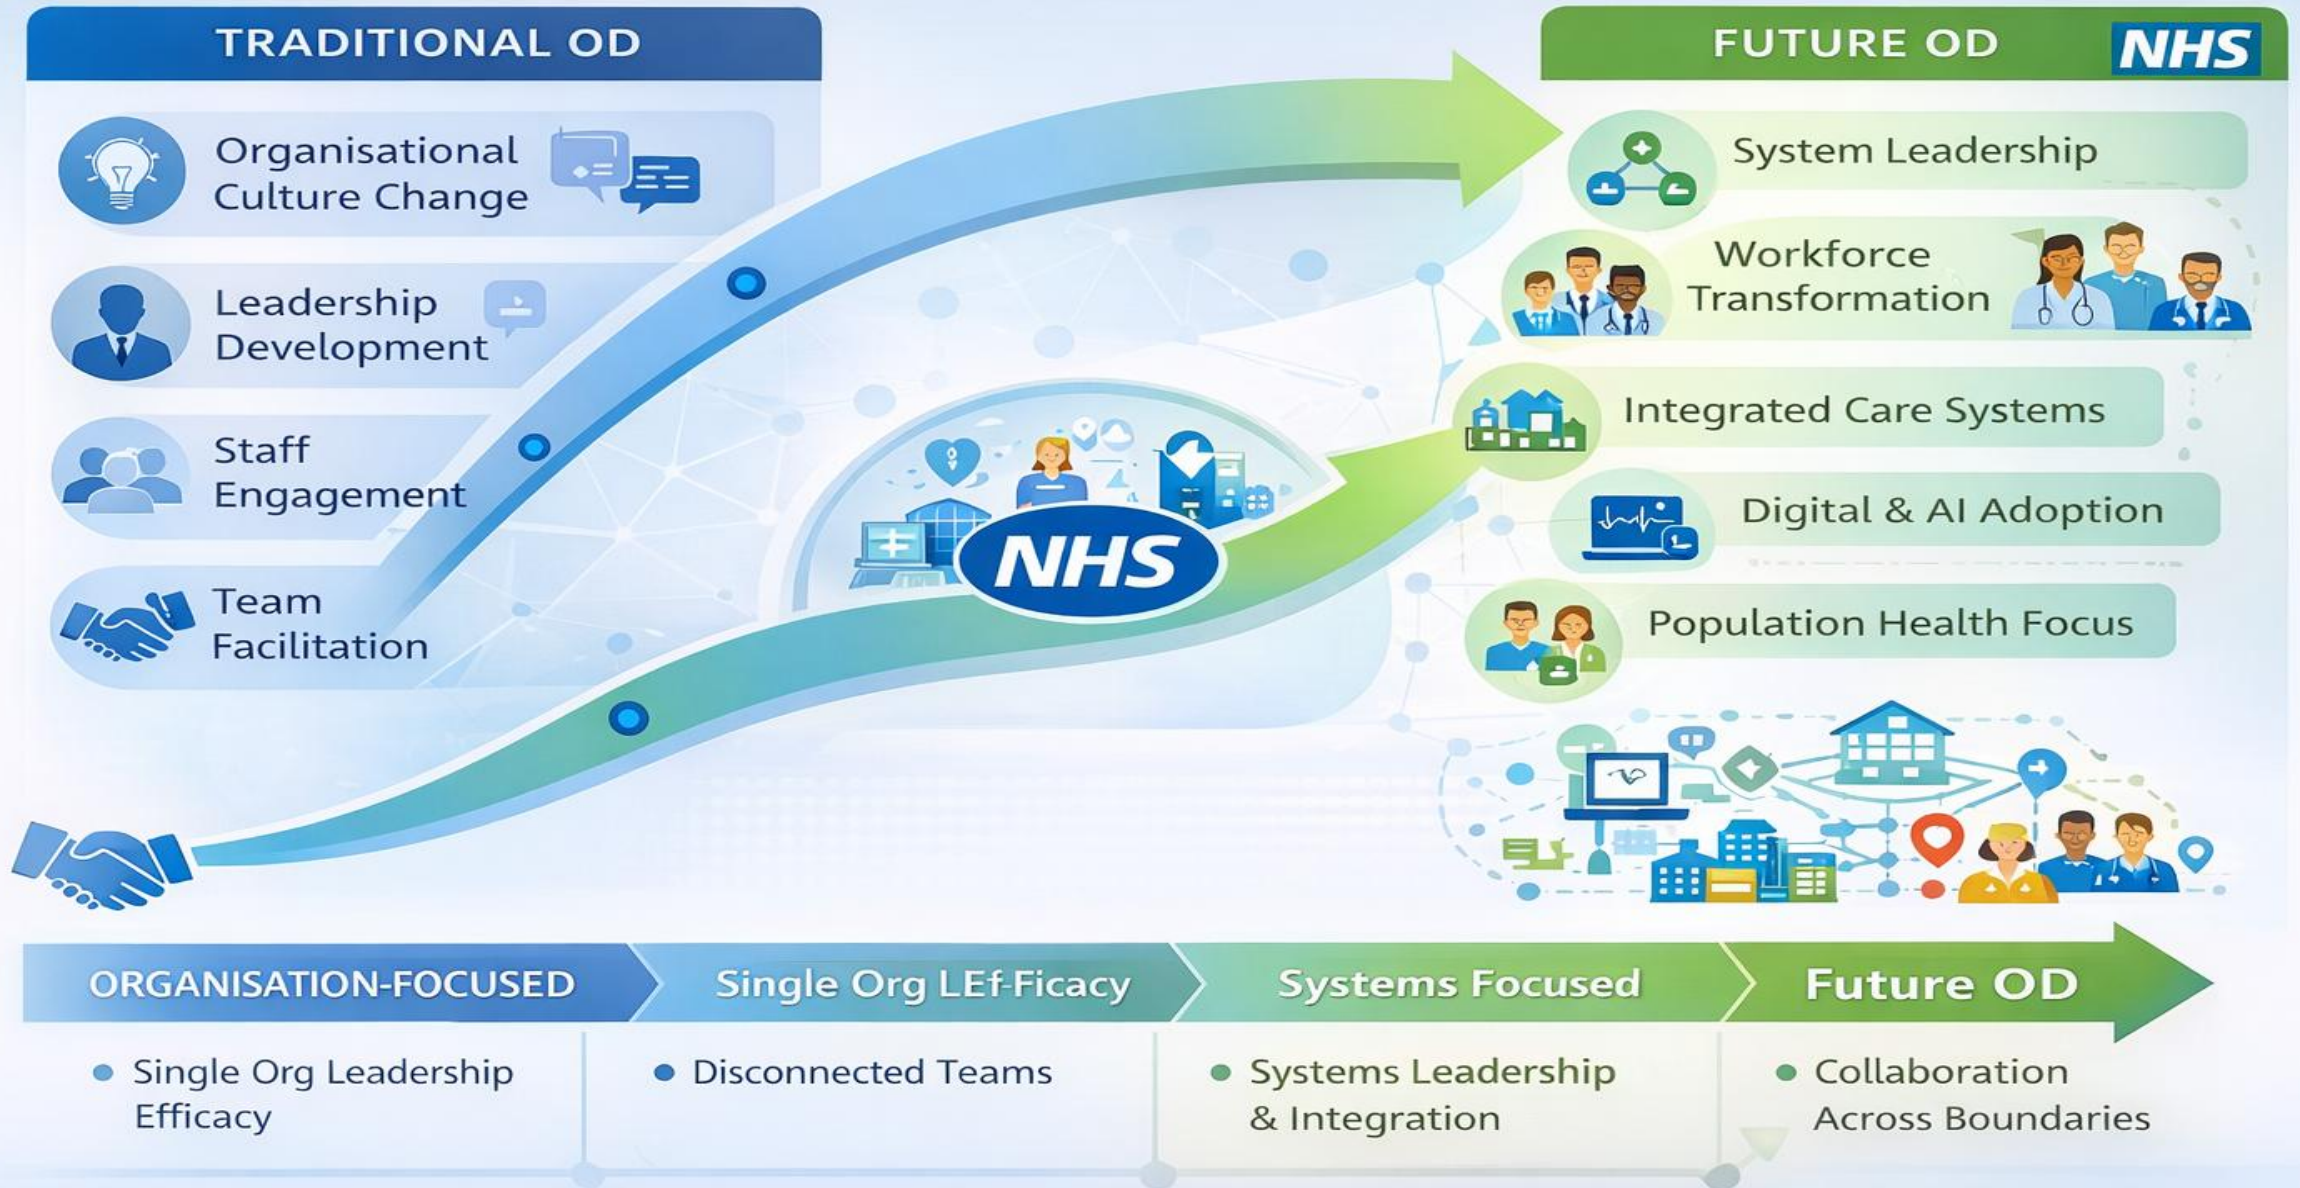 TRADITIONAL OD
Organisational
Culture Change
Leadership
Development
Staff
Engagement
Team
Facilitation
NHS
FUTURE OD
NHS
System Leadership
Workforce
Transformation
Integrated Care Systems
Digital & AI Adoption
Population Health Focus
ORGANISATION-FOCUSED
Single Org LEf-Ficacy
Systems Focused
Future OD
• Single Org Leadership
Efficacy
• Disconnected Teams
• Systems Leadership
& Integration
• Collaboration
Across Boundaries